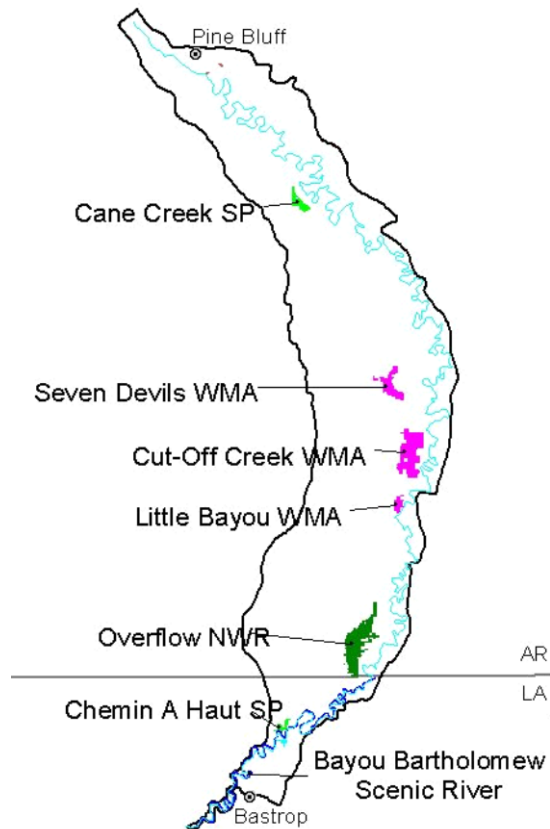 Pine Bluff
Cane Creek SP
Seven Devils WMA
Cut-Off Creek WMA
Little Bayou WMA
Overflow NWR
AR
LA
Chemin A Haut SP
Bayou Bartholomew
Scenic River
Bastrop